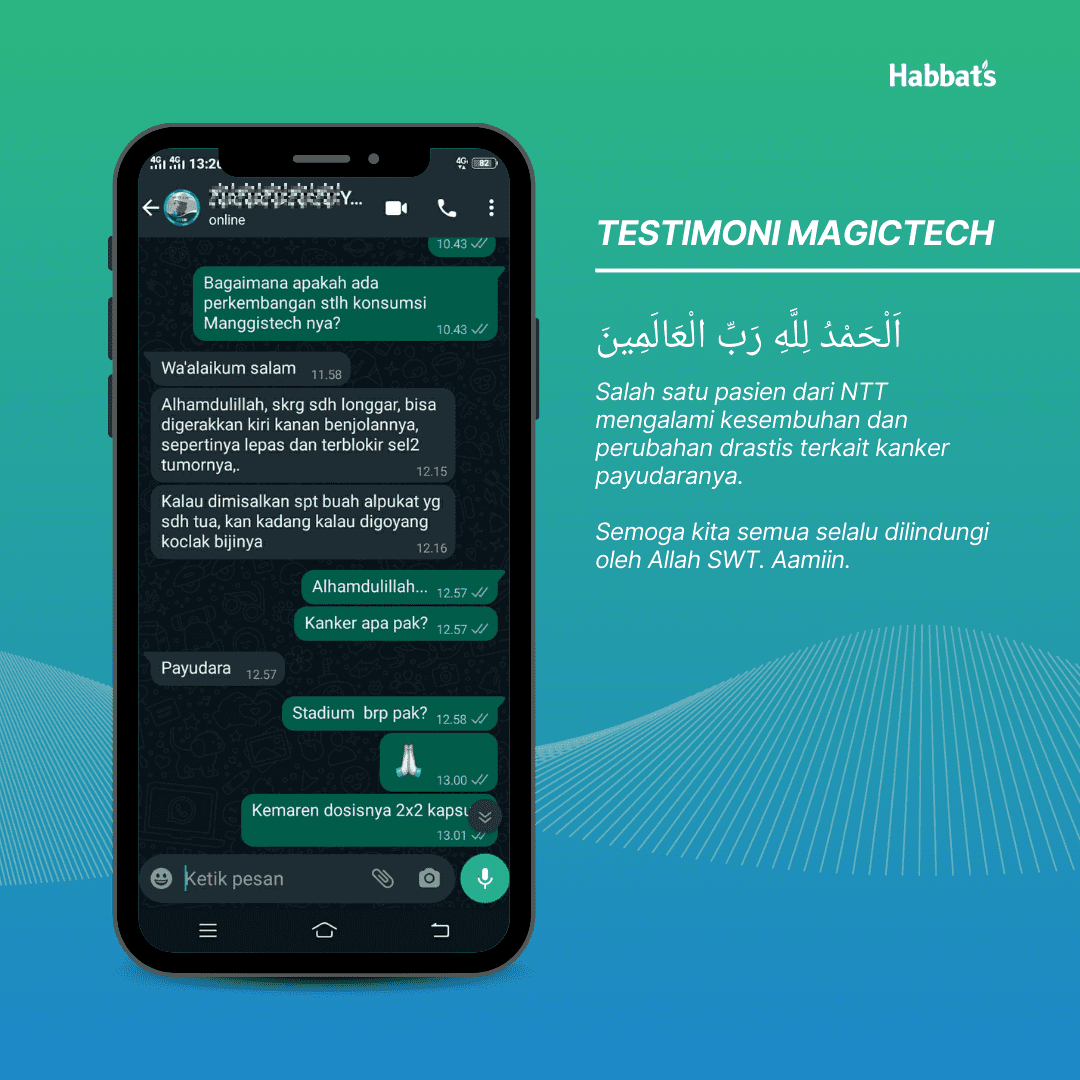 Habbat's
4G 4G 13:20
4G 82
Y...
online
10.43
Bagaimana apakah ada
perkembangan stlh konsumsi
Manggistech nya?
10.43
Wa'alaikum salam
11.58
Alhamdulillah, skrg sdh longgar, bisa
digerakkan kiri kanan benjolannya,
sepertinya lepas dan terblokir sel2
tumornya,.
12.15
Kalau dimisalkan spt buah alpukat yg
sdh tua, kan kadang kalau digoyang
koclak bijinya
12.16
Alhamdulillah...
12.57
Kanker apa pak?
12.57
Payudara
12.57
Stadium brp pak?
12.58
🙏
13.00
Kemaren dosisnya 2x2 kapsu
13.01
Ketik pesan
TESTIMONI MAGICTECH
اَلْحَمْدُ لِلَّهِ رَبِّ الْعَالَمِينَ
Salah satu pasien dari NTT
mengalami kesembuhan dan
perubahan drastis terkait kanker
payudaranya.
Semoga kita semua selalu dilindungi
oleh Allah SWT. Aamiin.